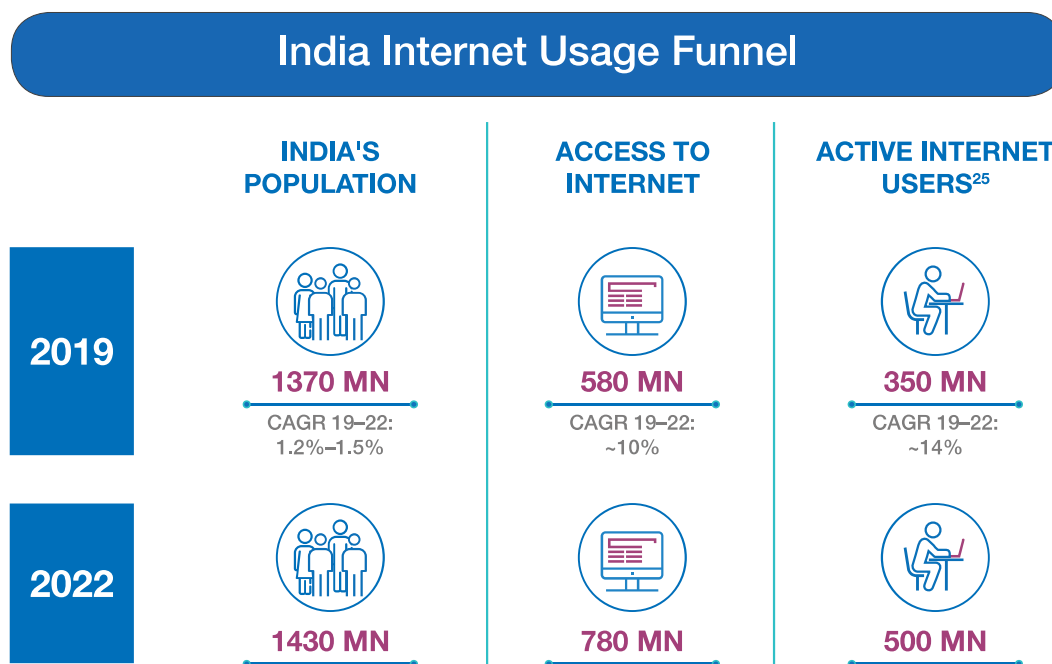 India Internet Usage Funnel
INDIA'S
POPULATION
ACCESS TO
INTERNET
ACTIVE INTERNET
USERS²⁵
2019
1370 MN
CAGR 19–22:
1.2%–1.5%
580 MN
CAGR 19–22:
~10%
350 MN
CAGR 19–22:
~14%
2022
1430 MN
780 MN
500 MN